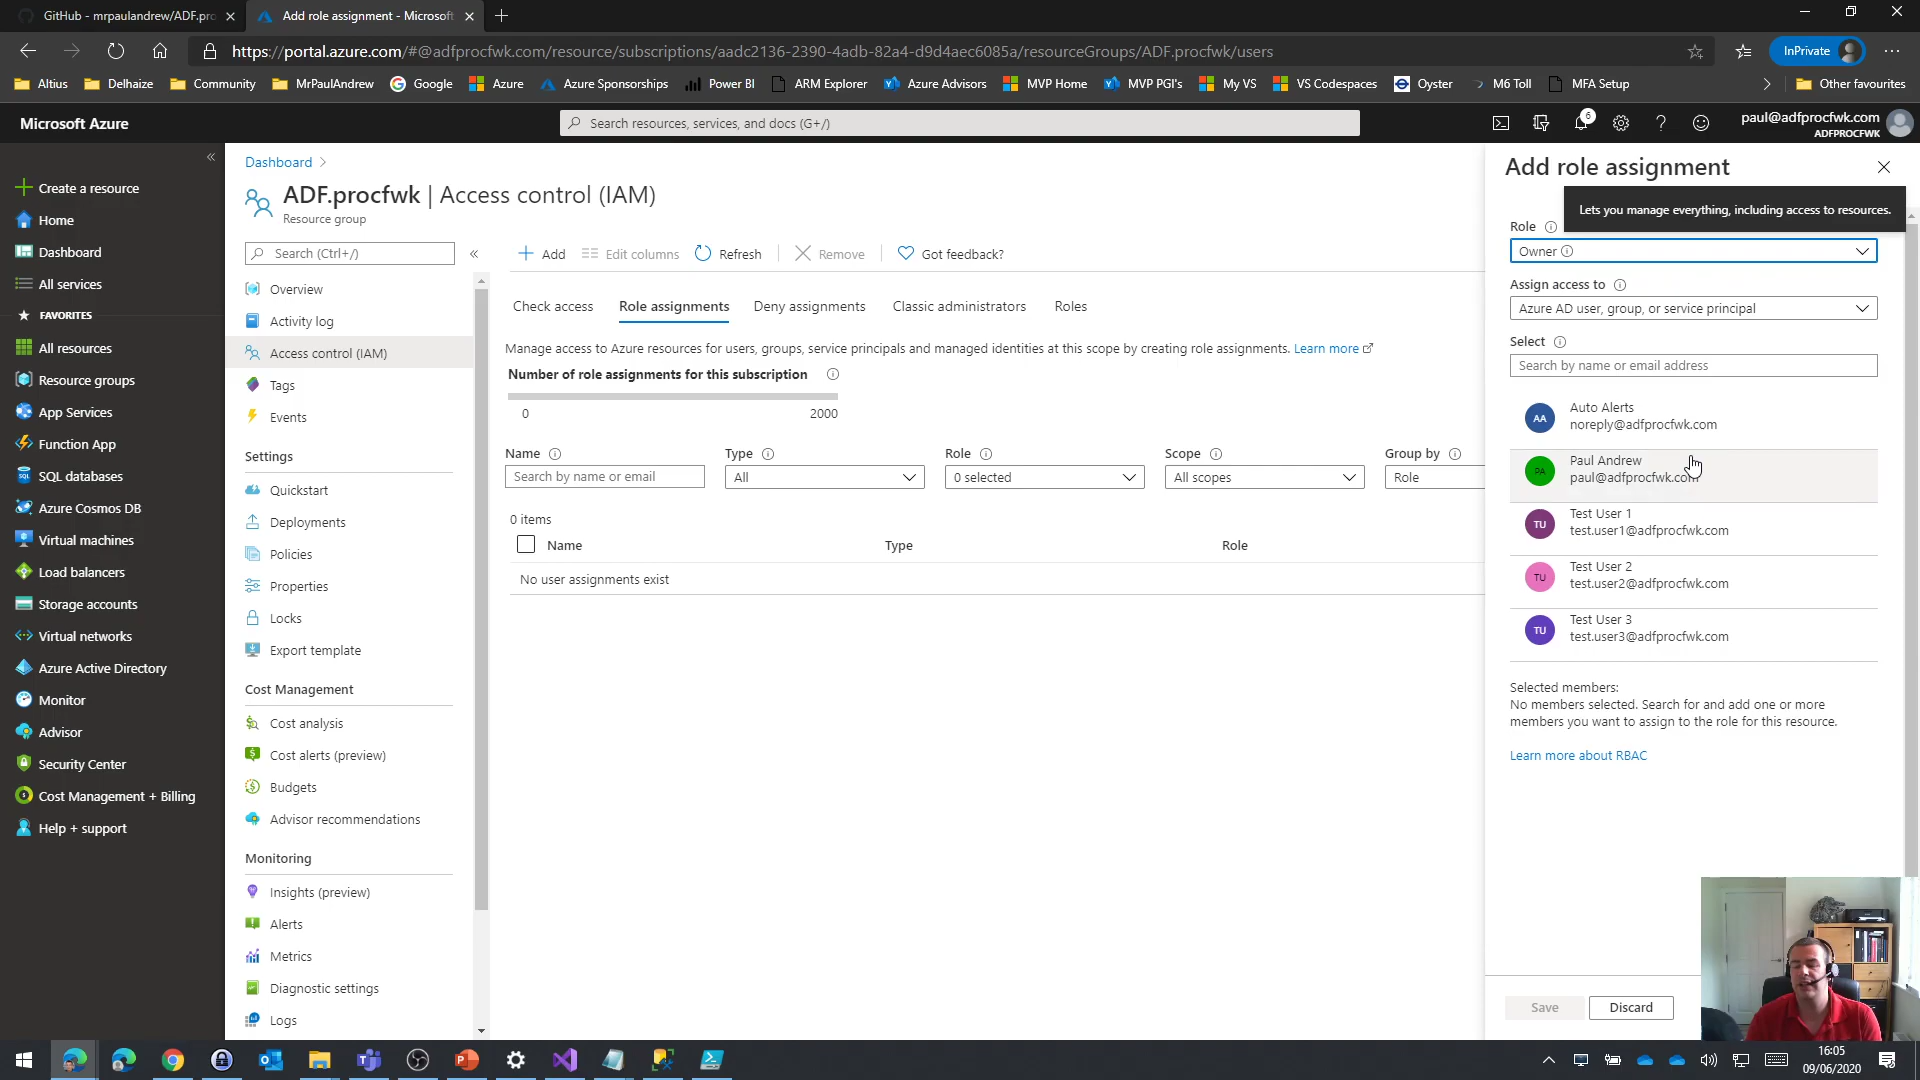 GitHub - mrpaulandrew/ADF.pro
Add role assignment - Microsoft
https://portal.azure.com/#@adfprocfwk.com/resource/subscriptions/aadc2136-2390-4adb-82a4-d9d4aec6085a/resourceGroups/ADF.procfwk/users
InPrivate
Altius
Delhaize
Community
MrPaulAndrew
Google
Azure
Azure Sponsorships
Power BI
ARM Explorer
Azure Advisors
MVP Home
MVP PGI's
My VS
VS Codespaces
Oyster
M6 Toll
MFA Setup
Other favourites
Microsoft Azure
Search resources, services, and docs (G+/)
6
paul@adfprocfwk.com
ADFPROCFWK
Create a resource
Home
Dashboard
All services
FAVORITES
All resources
Resource groups
App Services
Function App
SQL databases
Azure Cosmos DB
Virtual machines
Load balancers
Storage accounts
Virtual networks
Azure Active Directory
Monitor
Advisor
Security Center
Cost Management + Billing
Help + support
Dashboard
ADF.procfwk | Access control (IAM)
Resource group
Search (Ctrl+/)
Overview
Activity log
Access control (IAM)
Tags
Events
Settings
Quickstart
Deployments
Policies
Properties
Locks
Export template
Cost Management
Cost analysis
Cost alerts (preview)
Budgets
Advisor recommendations
Monitoring
Insights (preview)
Alerts
Metrics
Diagnostic settings
Logs
Add
Edit columns
Refresh
Remove
Got feedback?
Check access
Role assignments
Deny assignments
Classic administrators
Roles
Manage access to Azure resources for users, groups, service principals and managed identities at this scope by creating role assignments. Learn more
Number of role assignments for this subscription
0
2000
Name
Type
Role
Scope
Group by
Search by name or email
All
0 selected
All scopes
Role
0 items
Name
Type
Role
No user assignments exist
Add role assignment
Lets you manage everything, including access to resources.
Role
Owner
Assign access to
Azure AD user, group, or service principal
Select
Search by name or email address
AA
Auto Alerts
noreply@adfprocfwk.com
PA
Paul Andrew
paul@adfprocfwk.com
TU
Test User 1
test.user1@adfprocfwk.com
TU
Test User 2
test.user2@adfprocfwk.com
TU
Test User 3
test.user3@adfprocfwk.com
Selected members:
No members selected. Search for and add one or more
members you want to assign to the role for this resource.
Learn more about RBAC
Save
Discard
16:05
09/06/2020